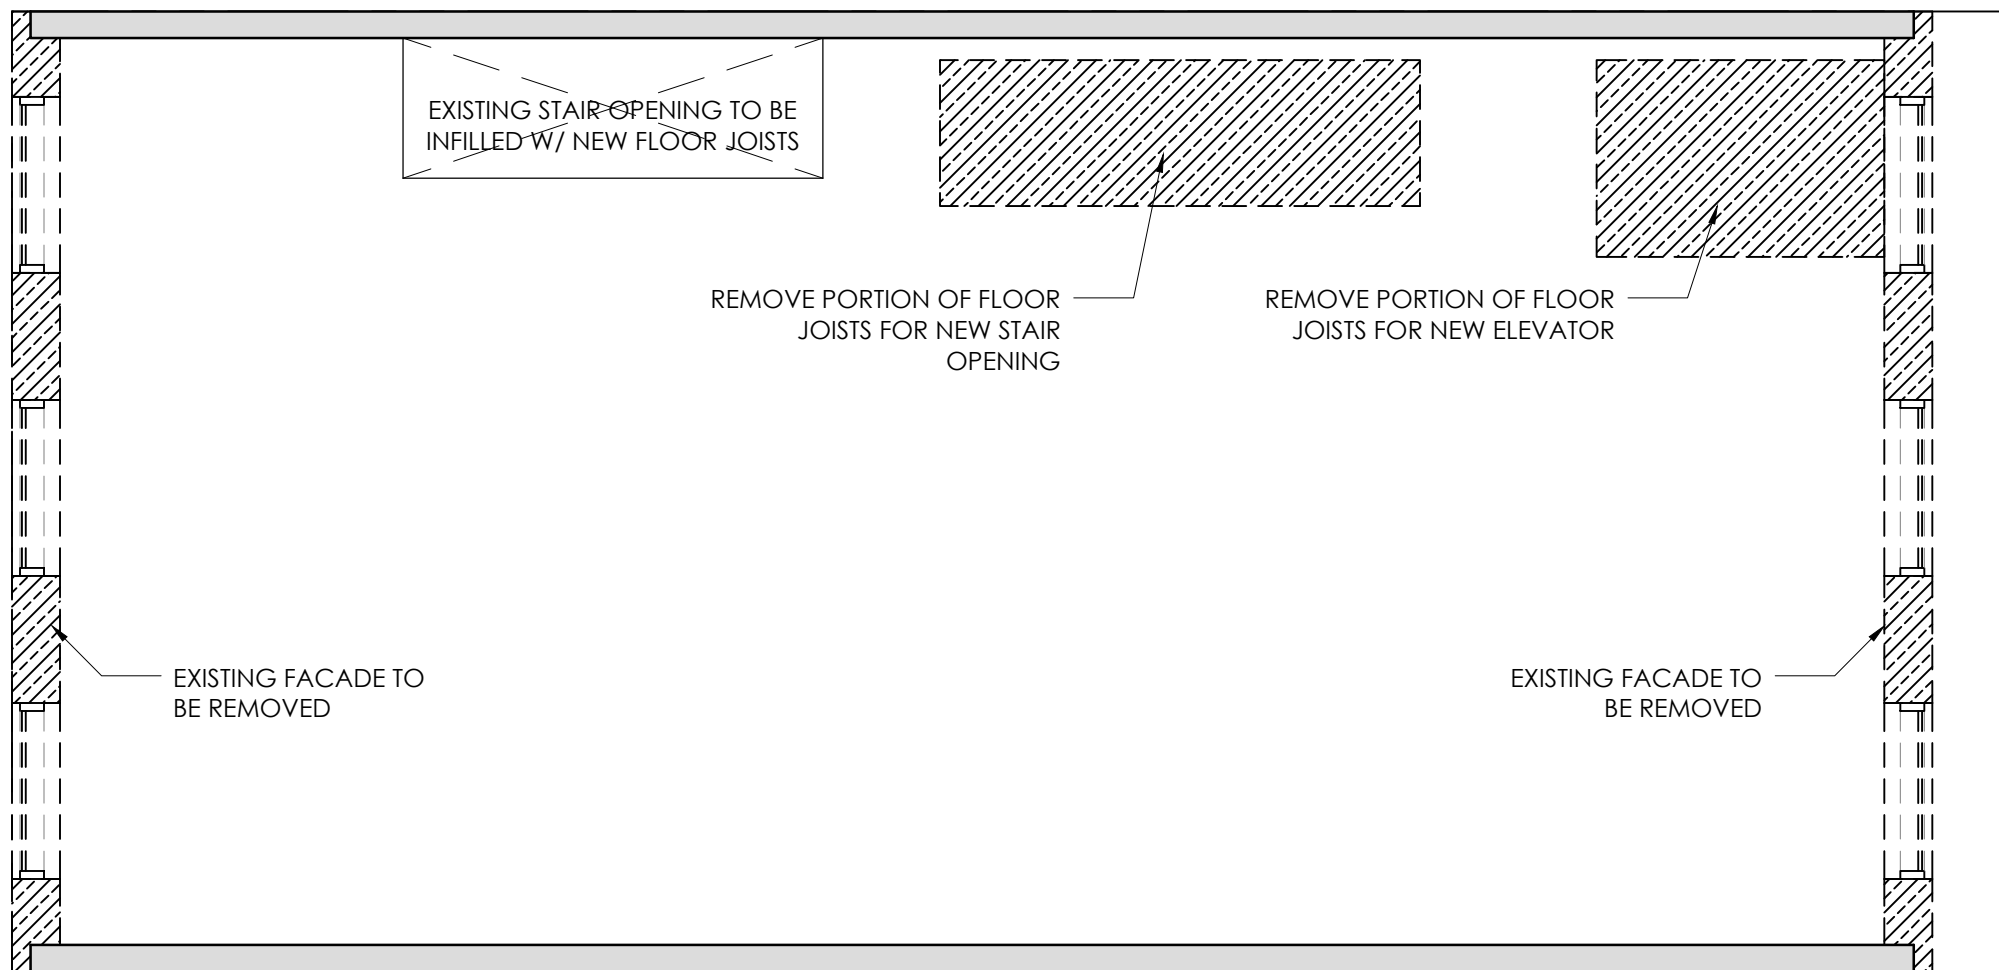 EXISTING STAIR OPENING TO BE
INFILLED W/ NEW FLOOR JOISTS
REMOVE PORTION OF FLOOR
JOISTS FOR NEW STAIR
OPENING
REMOVE PORTION OF FLOOR
JOISTS FOR NEW ELEVATOR
EXISTING FACADE TO
BE REMOVED
EXISTING FACADE TO
BE REMOVED